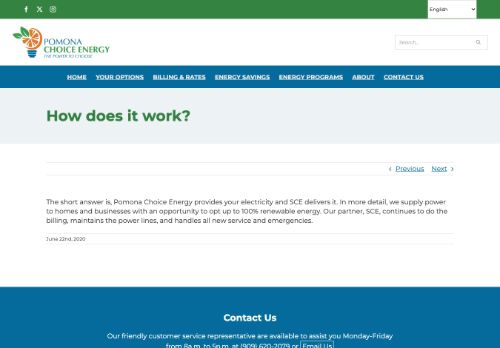 English
POMONA
CHOICE ENERGY
THE POWER TO CHOOSE
Search...
HOME YOUR OPTIONS BILLING & RATES ENERGY SAVINGS ENERGY PROGRAMS ABOUT CONTACT US
How does it work?
Previous Next
The short answer is, Pomona Choice Energy provides your electricity and SCE delivers it. In more detail, we supply power
to homes and businesses with an opportunity to opt up to 100% renewable energy. Our partner, SCE, continues to do the
billing, maintains the power lines, and handles all new service and emergencies.
June 22nd, 2020
Contact Us
Our friendly customer service representative are available to assist you Monday-Friday
from 8a.m. to 5p.m. at (909) 620-2079 or Email Us